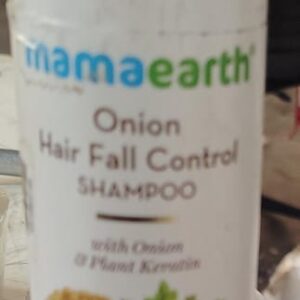 mamaearth
Onion
Hair Fall Control
SHAMPOO
with Onion
& Plant Keratin